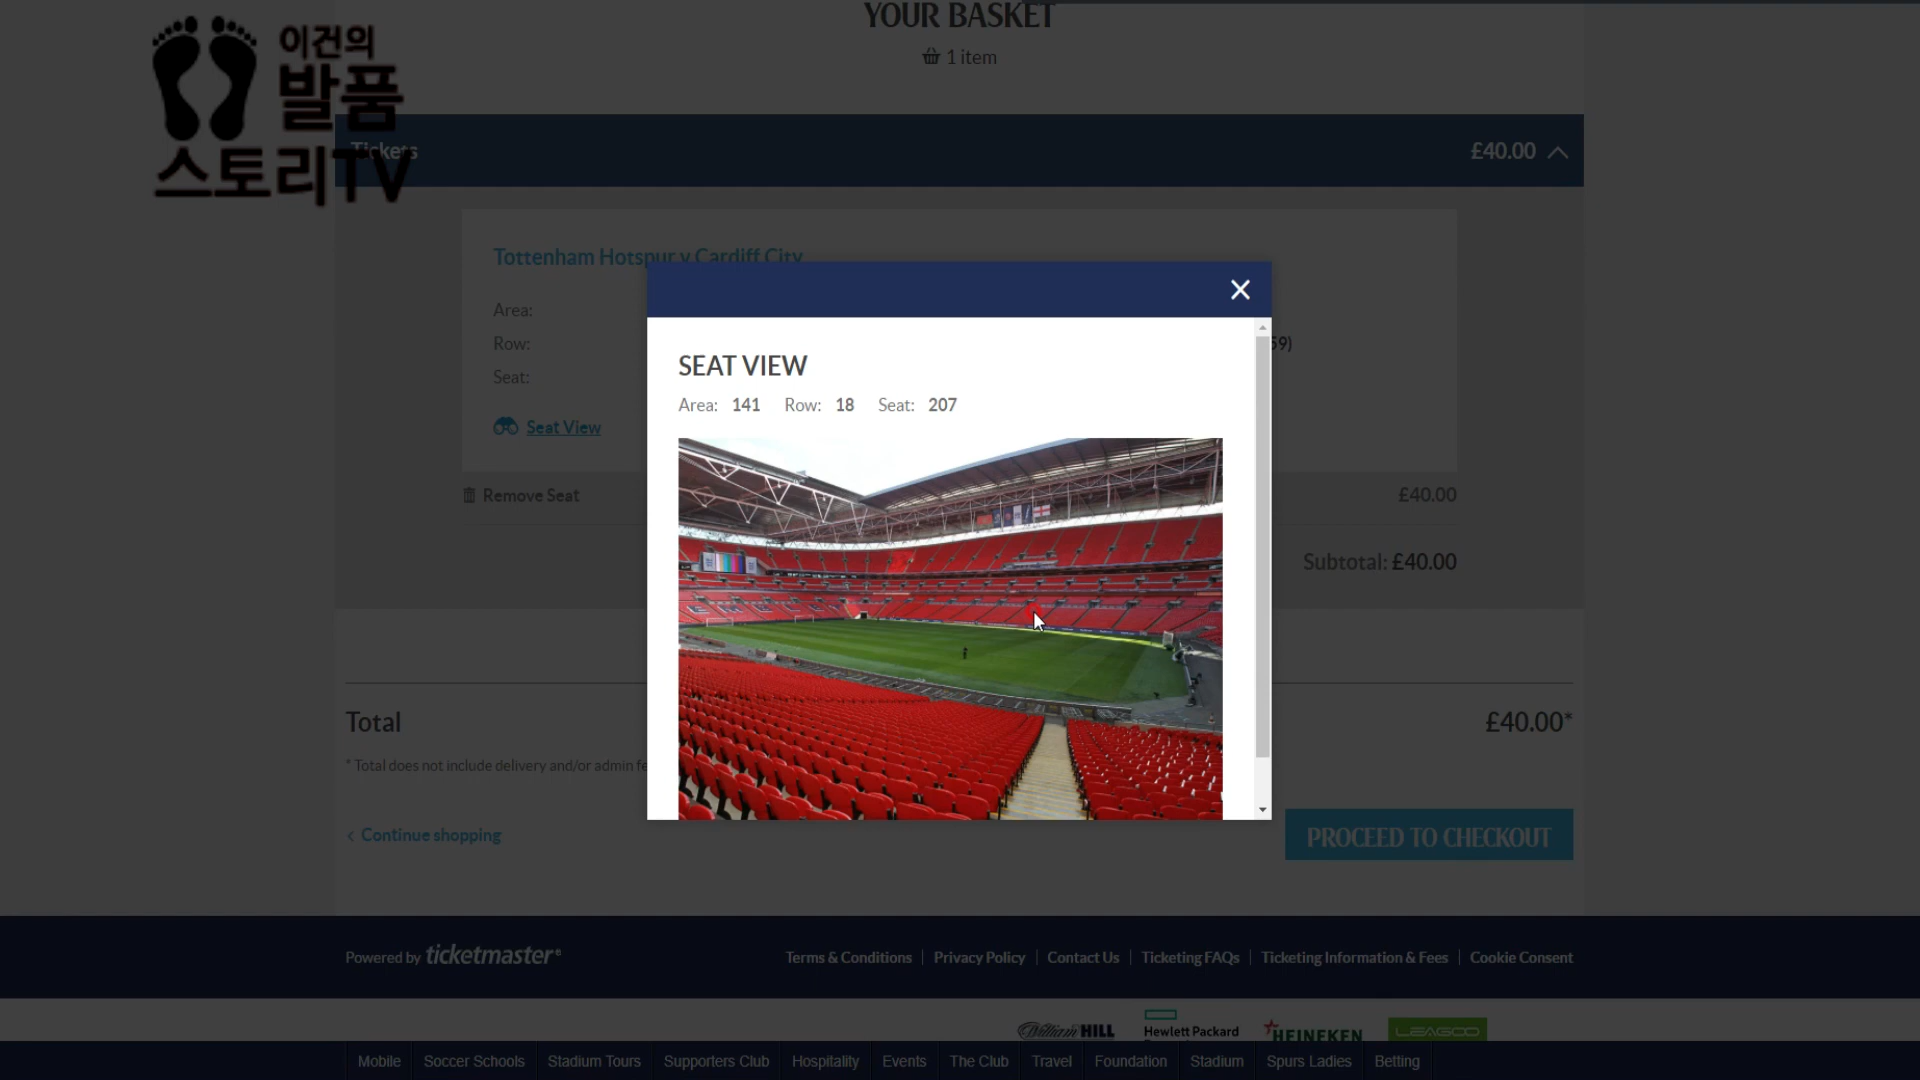 YOUR BASKET
1 item
이건의
발품
스토리TV
Tickets
£40.00
Tottenham Hotspur v Cardiff City
Area:
Row:
59)
Seat:
Seat View
Remove Seat
£40.00
Subtotal: £40.00
SEAT VIEW
Area: 141 Row: 18 Seat: 207
Total
£40.00*
* Total does not include delivery and/or admin fe
< Continue shopping
PROCEED TO CHECKOUT
Powered by ticketmaster®
Terms & Conditions | Privacy Policy | Contact Us | Ticketing FAQs | Ticketing Information & Fees | Cookie Consent
William HILL
Hewlett Packard
HEINEKEN
LEAGOO
Mobile Soccer Schools Stadium Tours Supporters Club Hospitality Events The Club Travel Foundation Stadium Spurs Ladies Betting